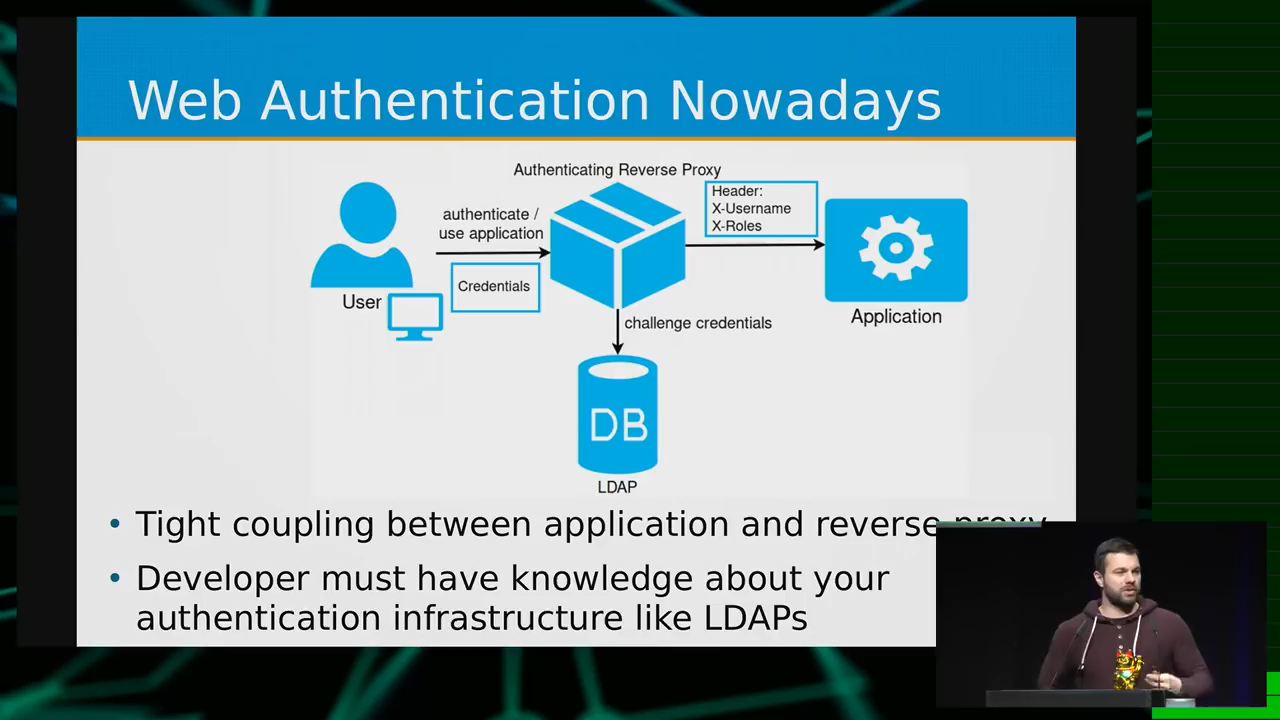 Web Authentication Nowadays
Authenticating Reverse Proxy
authenticate /
use application
Credentials
User
Header:
X-Username
X-Roles
Application
challenge credentials
DB
LDAP
• Tight coupling between application and reverse proxy
• Developer must have knowledge about your
authentication infrastructure like LDAPs